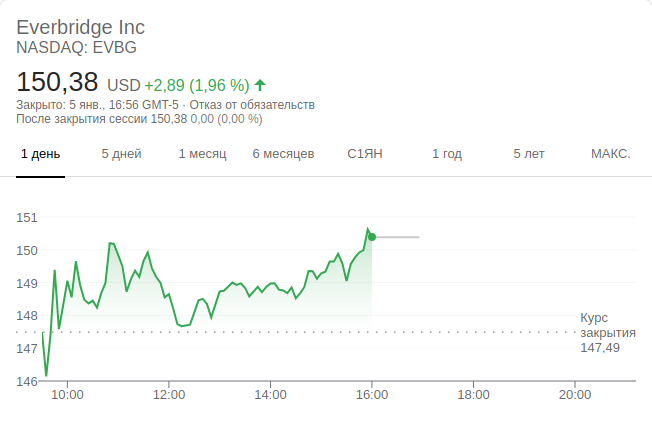 Everbridge Inc
NASDAQ: EVBG
150,38 USD +2,89 (1,96 %)
Закрыто: 5 янв., 16:56 GMT-5 · Отказ от обязательств
После закрытия сессии 150,38 0,00 (0,00 %)
1 день 5 дней 1 месяц 6 месяцев С1ЯН 1 год 5 лет МАКС.
151
150
149
148
Курс
закрытия
147,49
147
146
10:00 12:00 14:00 16:00 18:00 20:00